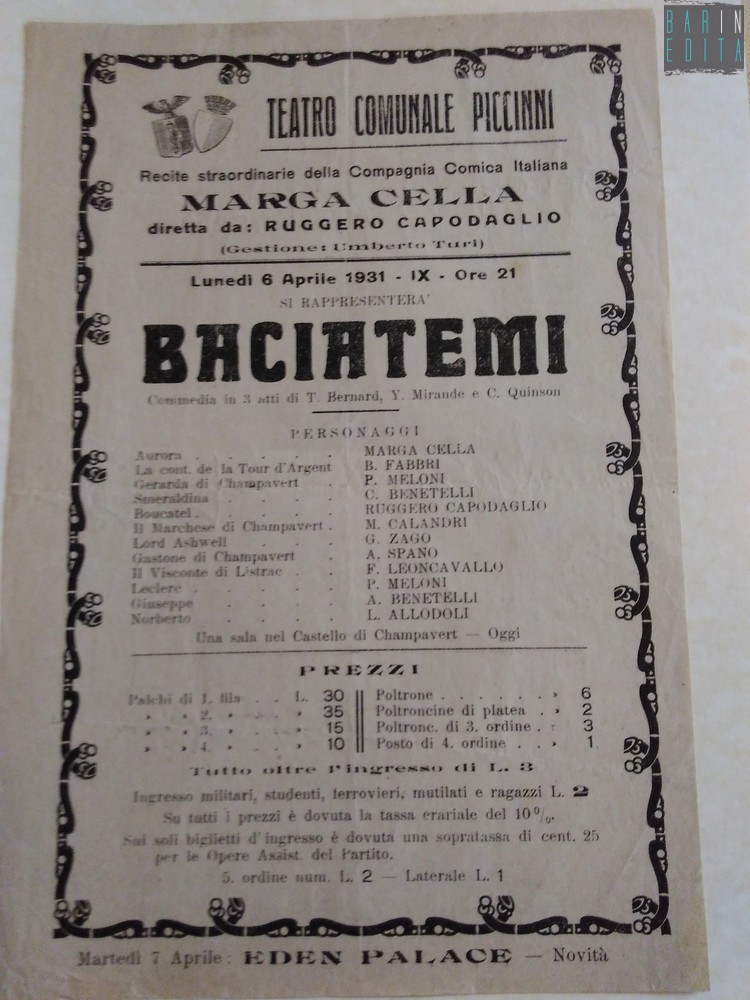 BARIN
EDITA
TEATRO COMUNALE PICCINNI
Recite straordinarie della Compagnia Comica Italiana
MARGA CELLA
diretta da: RUGGERO CAPODAGLIO
(Gestione: Umberto Turi)
Lunedì 6 Aprile 1931 - IX - Ore 21
SI RAPPRESENTERA'
BACIATEMI
Commedia in 3 atti di T. Bernard, Y. Mirande e C. Quinson
PERSONAGGI
Aurora . . . . . MARGA CELLA
La cont. de la Tour d'Argent B. FABBRI
Gerarda di Champavert . P. MELONI
Smeraldina . . . . C. BENETELLI
Boucatel . . . . . RUGGERO CAPODAGLIO
Il Marchese di Champavert . M. CALANDRI
Lord Ashwell . . . G. ZAGO
Gastone di Champavert . A. SPANO
Il Visconte di Listrac . . F. LEONCAVALLO
Leclere . . . . . P. MELONI
Giuseppe . . . . A. BENETELLI
Norberto . . . . L. ALLODOLI
Una sala nel Castello di Champavert — Oggi
PREZZI
Palchi di 1. fila . . L. 30
» » 2. » . . » 35
» » 3. » . . » 15
» » 4. » . . » 10
Poltrone . . . . . . » 6
Poltroncine di platea . . » 2
Poltronc. di 3. ordine . » 3
Posto di 4. ordine . . » 1
Tutto oltre l'ingresso di L. 3
Ingresso militari, studenti, ferrovieri, mutilati e ragazzi L. 2
Su tutti i prezzi è dovuta la tassa erariale del 10%.
Sui soli biglietti d'ingresso è dovuta una sopratassa di cent. 25
per le Opere Assist. del Partito.
5. ordine num. L. 2 — Laterale L. 1
Martedì 7 Aprile: EDEN PALACE — Novità